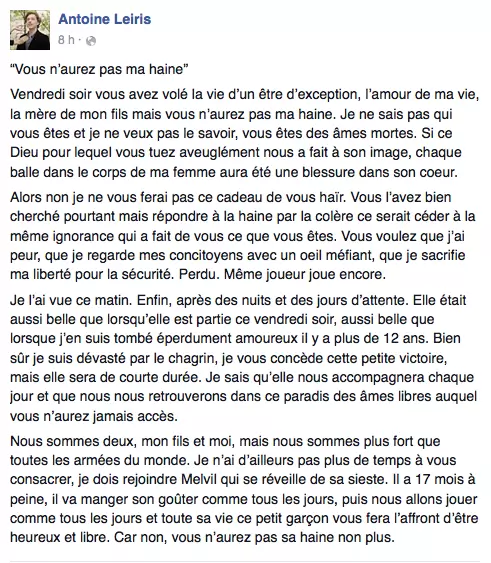 Antoine Leiris
8 h ·
“Vous n’aurez pas ma haine”
Vendredi soir vous avez volé la vie d’un être d’exception, l’amour de ma vie,
la mère de mon fils mais vous n’aurez pas ma haine. Je ne sais pas qui
vous êtes et je ne veux pas le savoir, vous êtes des âmes mortes. Si ce
Dieu pour lequel vous tuez aveuglément nous a fait à son image, chaque
balle dans le corps de ma femme aura été une blessure dans son coeur.
Alors non je ne vous ferai pas ce cadeau de vous haïr. Vous l’avez bien
cherché pourtant mais répondre à la haine par la colère ce serait céder à la
même ignorance qui a fait de vous ce que vous êtes. Vous voulez que j’ai
peur, que je regarde mes concitoyens avec un oeil méfiant, que je sacrifie
ma liberté pour la sécurité. Perdu. Même joueur joue encore.
Je l’ai vue ce matin. Enfin, après des nuits et des jours d’attente. Elle était
aussi belle que lorsqu’elle est partie ce vendredi soir, aussi belle que
lorsque j’en suis tombé éperdument amoureux il y a plus de 12 ans. Bien
sûr je suis dévasté par le chagrin, je vous concède cette petite victoire,
mais elle sera de courte durée. Je sais qu’elle nous accompagnera chaque
jour et que nous nous retrouverons dans ce paradis des âmes libres auquel
vous n’aurez jamais accès.
Nous sommes deux, mon fils et moi, mais nous sommes plus fort que
toutes les armées du monde. Je n’ai d’ailleurs pas plus de temps à vous
consacrer, je dois rejoindre Melvil qui se réveille de sa sieste. Il a 17 mois à
peine, il va manger son goûter comme tous les jours, puis nous allons jouer
comme tous les jours et toute sa vie ce petit garçon vous fera l’affront d’être
heureux et libre. Car non, vous n’aurez pas sa haine non plus.